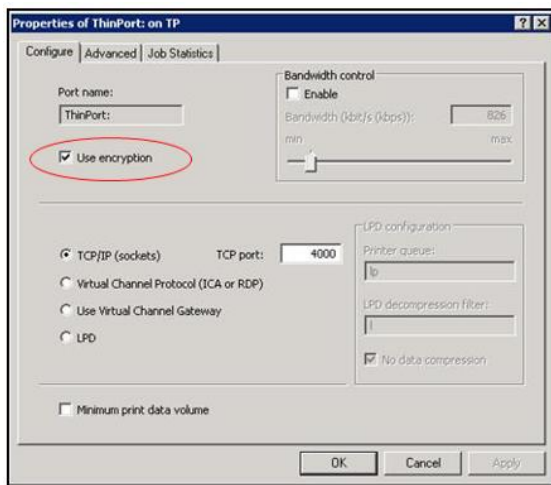 Properties of ThinPort: on TP
Configure Advanced Job Statistics
Port name:
ThinPort:
Use encryption
Bandwidth control
Enable
Bandwidth (kbit/s (kbps)): 826
min max
TCP/IP (sockets) TCP port: 4000
Virtual Channel Protocol (ICA or RDP)
Use Virtual Channel Gateway
LPD
LPD configuration
Printer queue:
lp
LPD decompression filter:
l
No data compression
Minimum print data volume
OK Cancel Apply